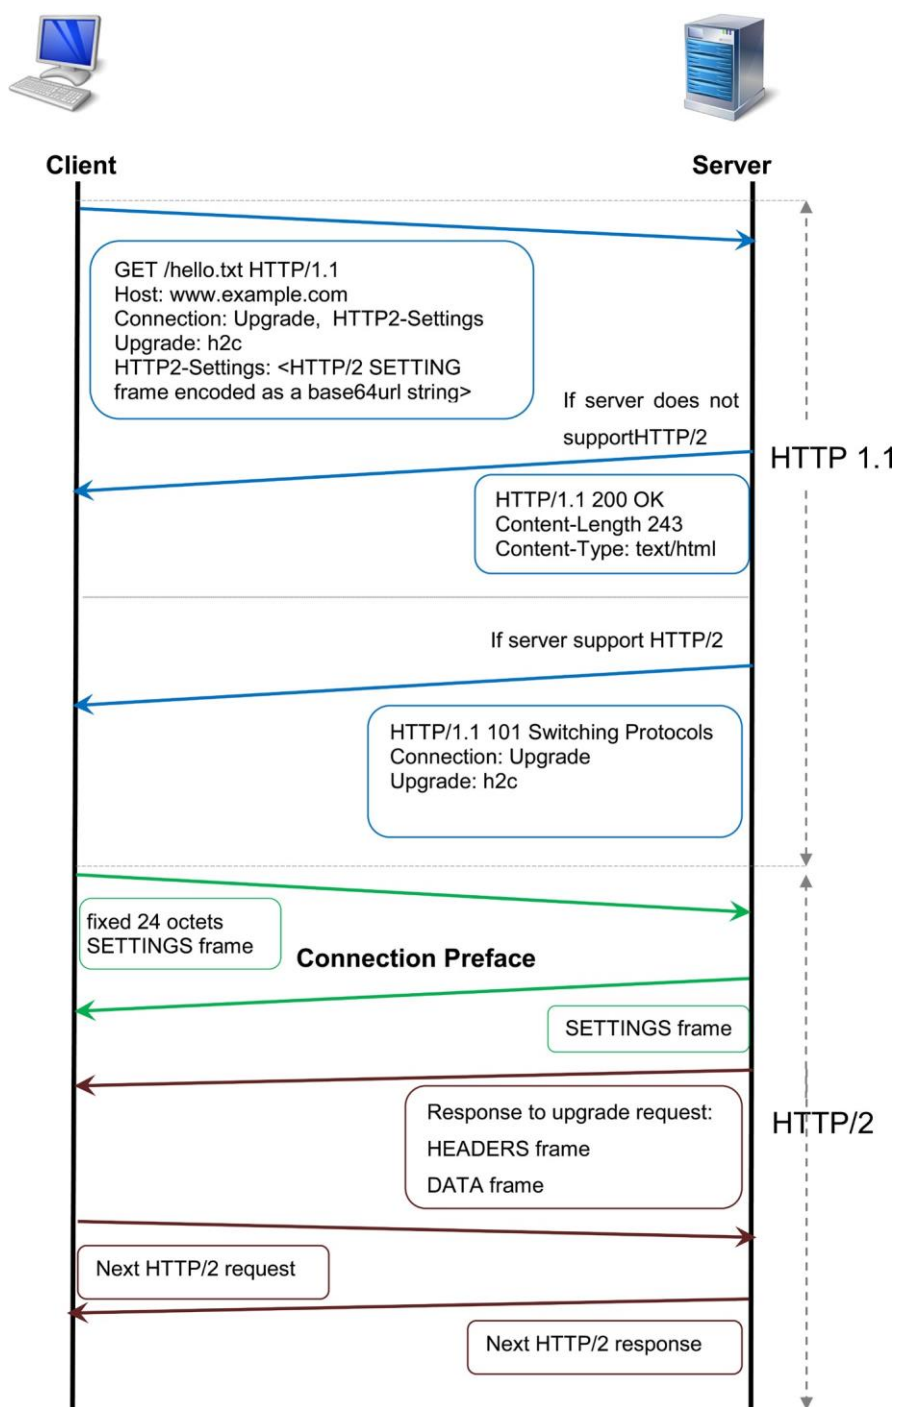 Client
Server
GET /hello.txt HTTP/1.1
Host: www.example.com
Connection: Upgrade, HTTP2-Settings
Upgrade: h2c
HTTP2-Settings: <HTTP/2 SETTING
frame encoded as a base64url string>
If server does not
supportHTTP/2
HTTP 1.1
HTTP/1.1 200 OK
Content-Length 243
Content-Type: text/html
If server support HTTP/2
HTTP/1.1 101 Switching Protocols
Connection: Upgrade
Upgrade: h2c
fixed 24 octets
SETTINGS frame
Connection Preface
SETTINGS frame
Response to upgrade request:
HEADERS frame
DATA frame
HTTP/2
Next HTTP/2 request
Next HTTP/2 response